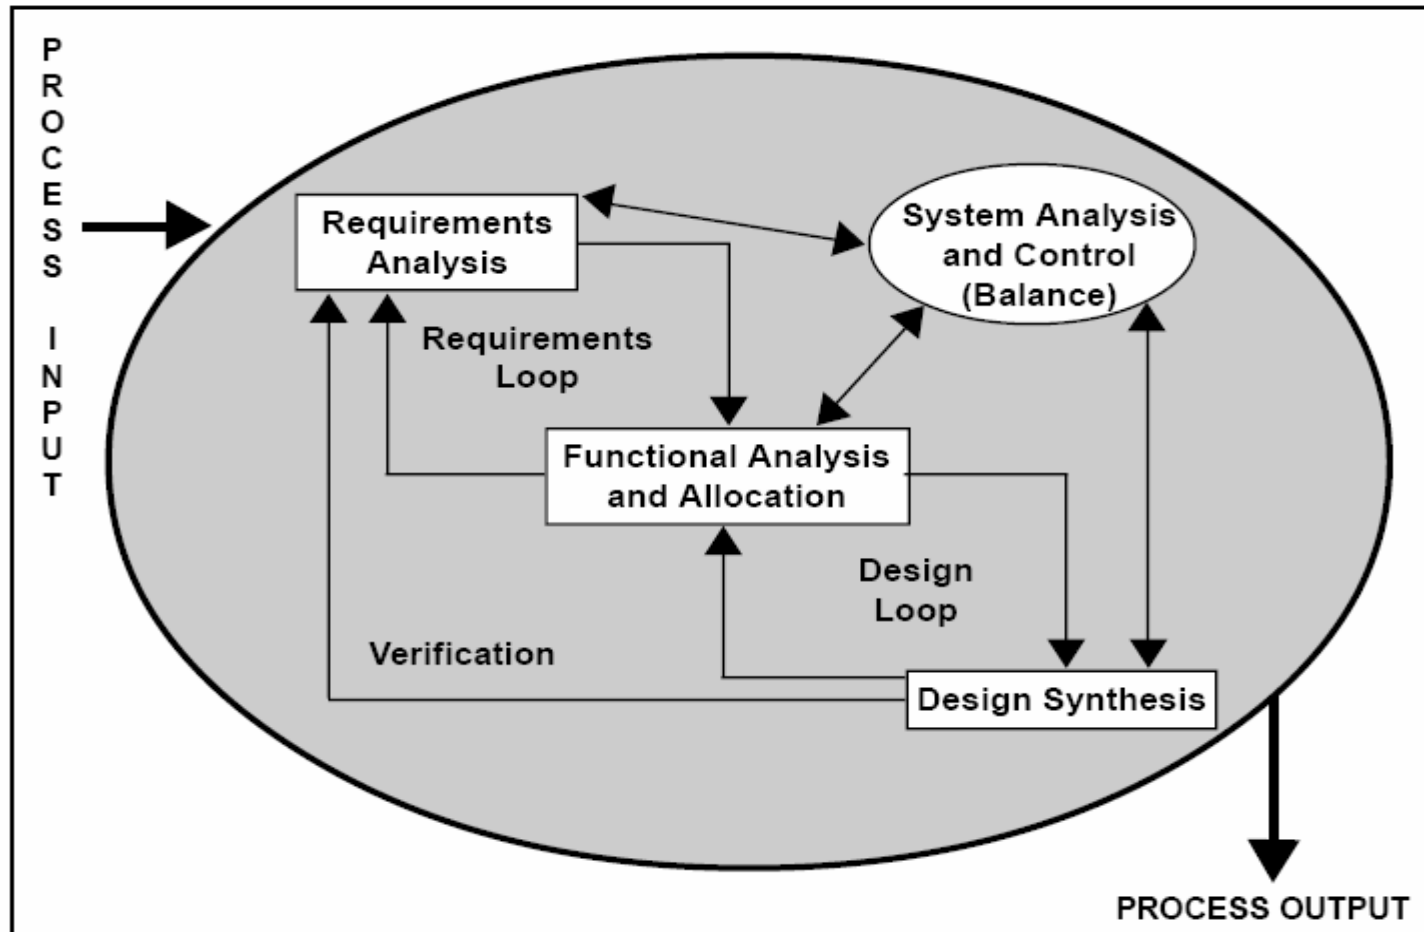 PROCESS INPUT
Requirements
Analysis
System Analysis
and Control
(Balance)
Requirements
Loop
Functional Analysis
and Allocation
Design
Loop
Verification
Design Synthesis
PROCESS OUTPUT